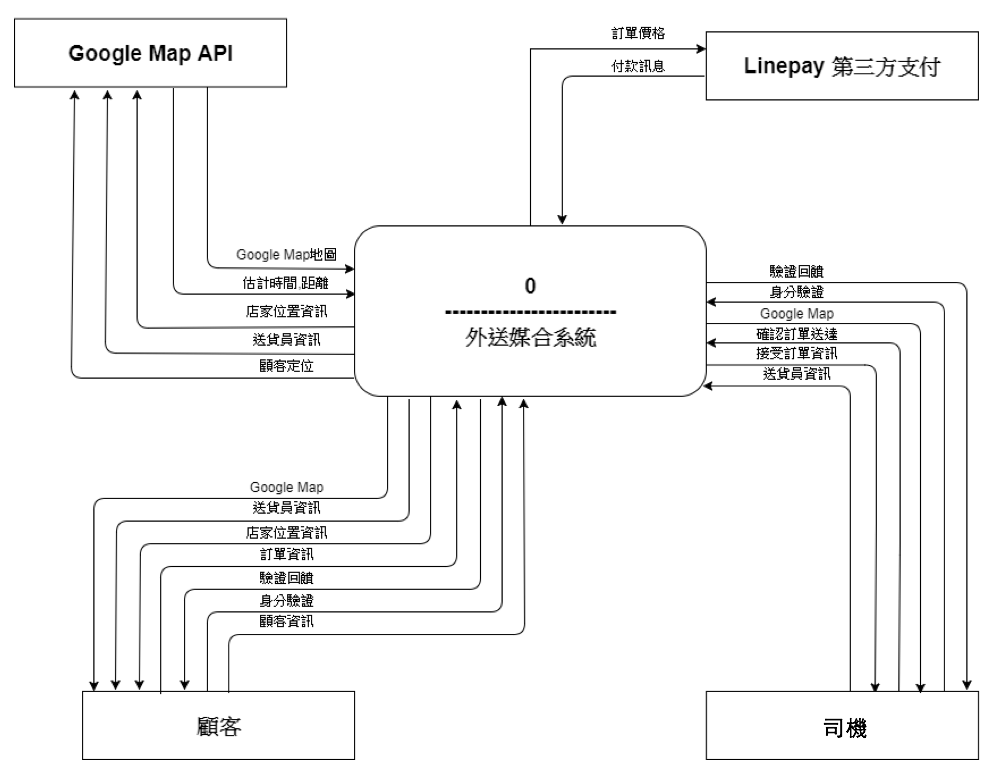 Google Map API
訂單價格
付款訊息
Linepay 第三方支付
Google Map地圖
估計時間,距離
店家位置資訊
送貨員資訊
顧客定位
0
-------------------------
外送媒合系統
驗證回饋
身分驗證
Google Map
確認訂單送達
接受訂單資訊
送貨員資訊
Google Map
送貨員資訊
店家位置資訊
訂單資訊
驗證回饋
身分驗證
顧客資訊
顧客
司機